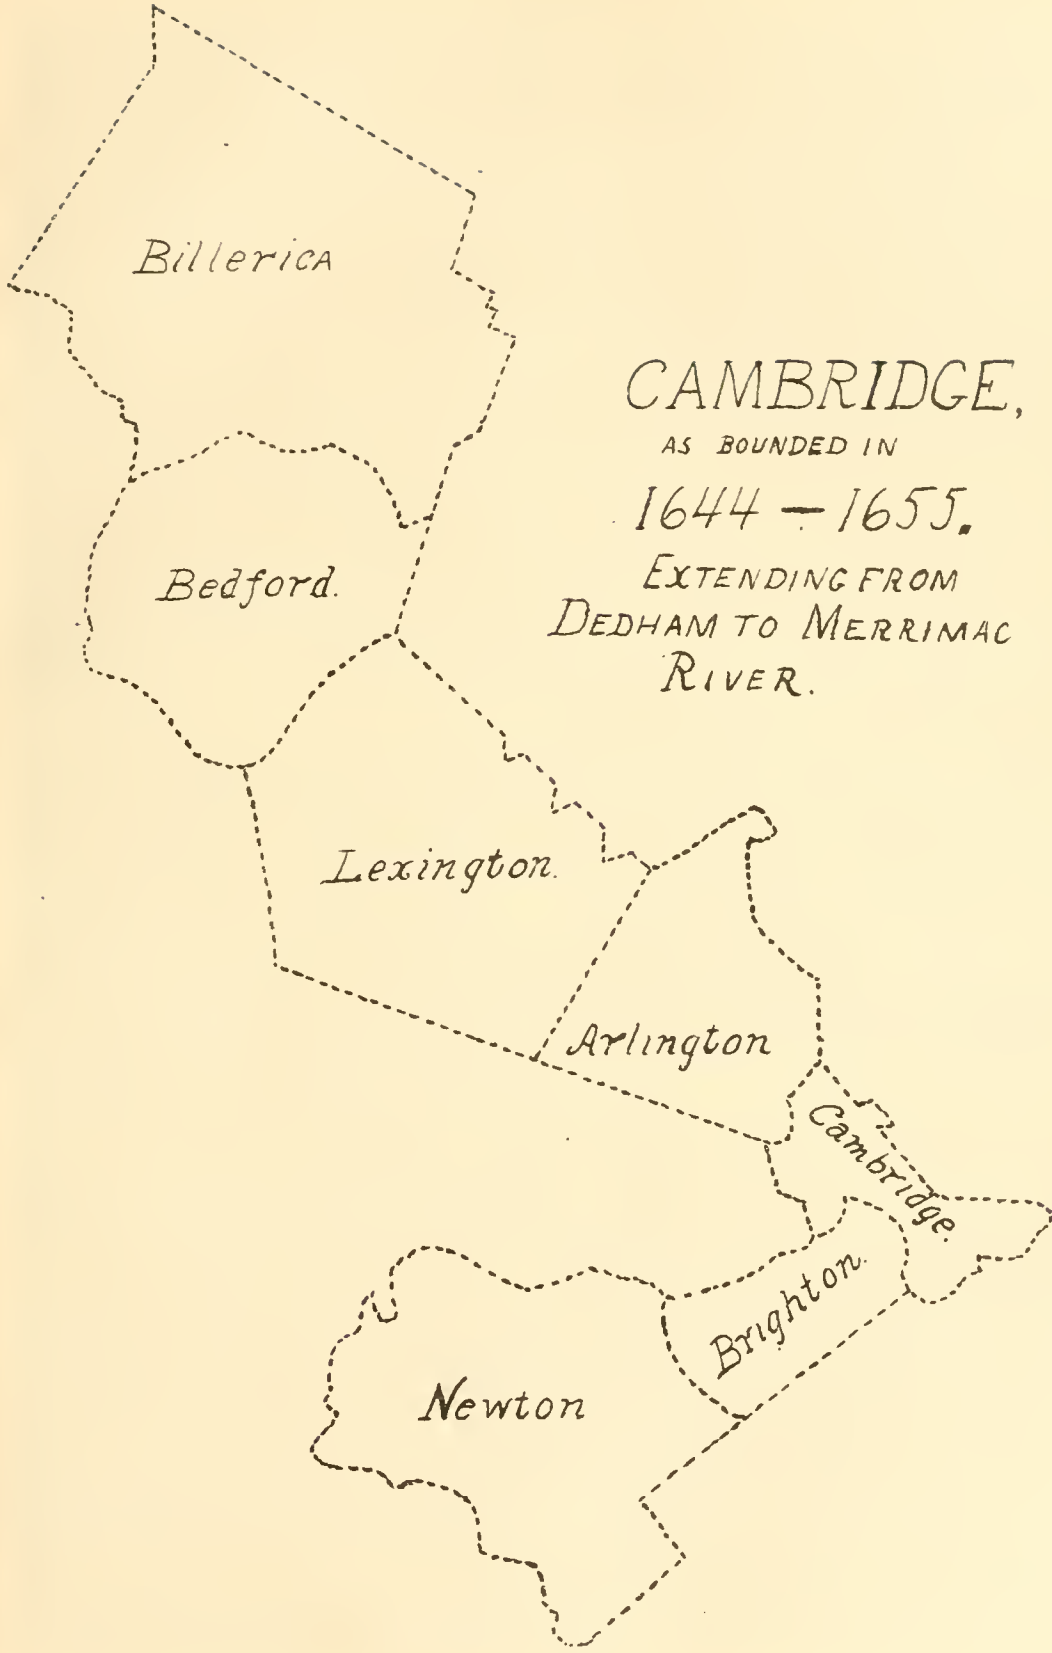 Billerica
CAMBRIDGE,
AS BOUNDED IN
1644 – 1655.
EXTENDING FROM
DEDHAM TO MERRIMAC
RIVER.
Bedford.
Lexington.
Arlington
Cambridge.
Brighton.
Newton